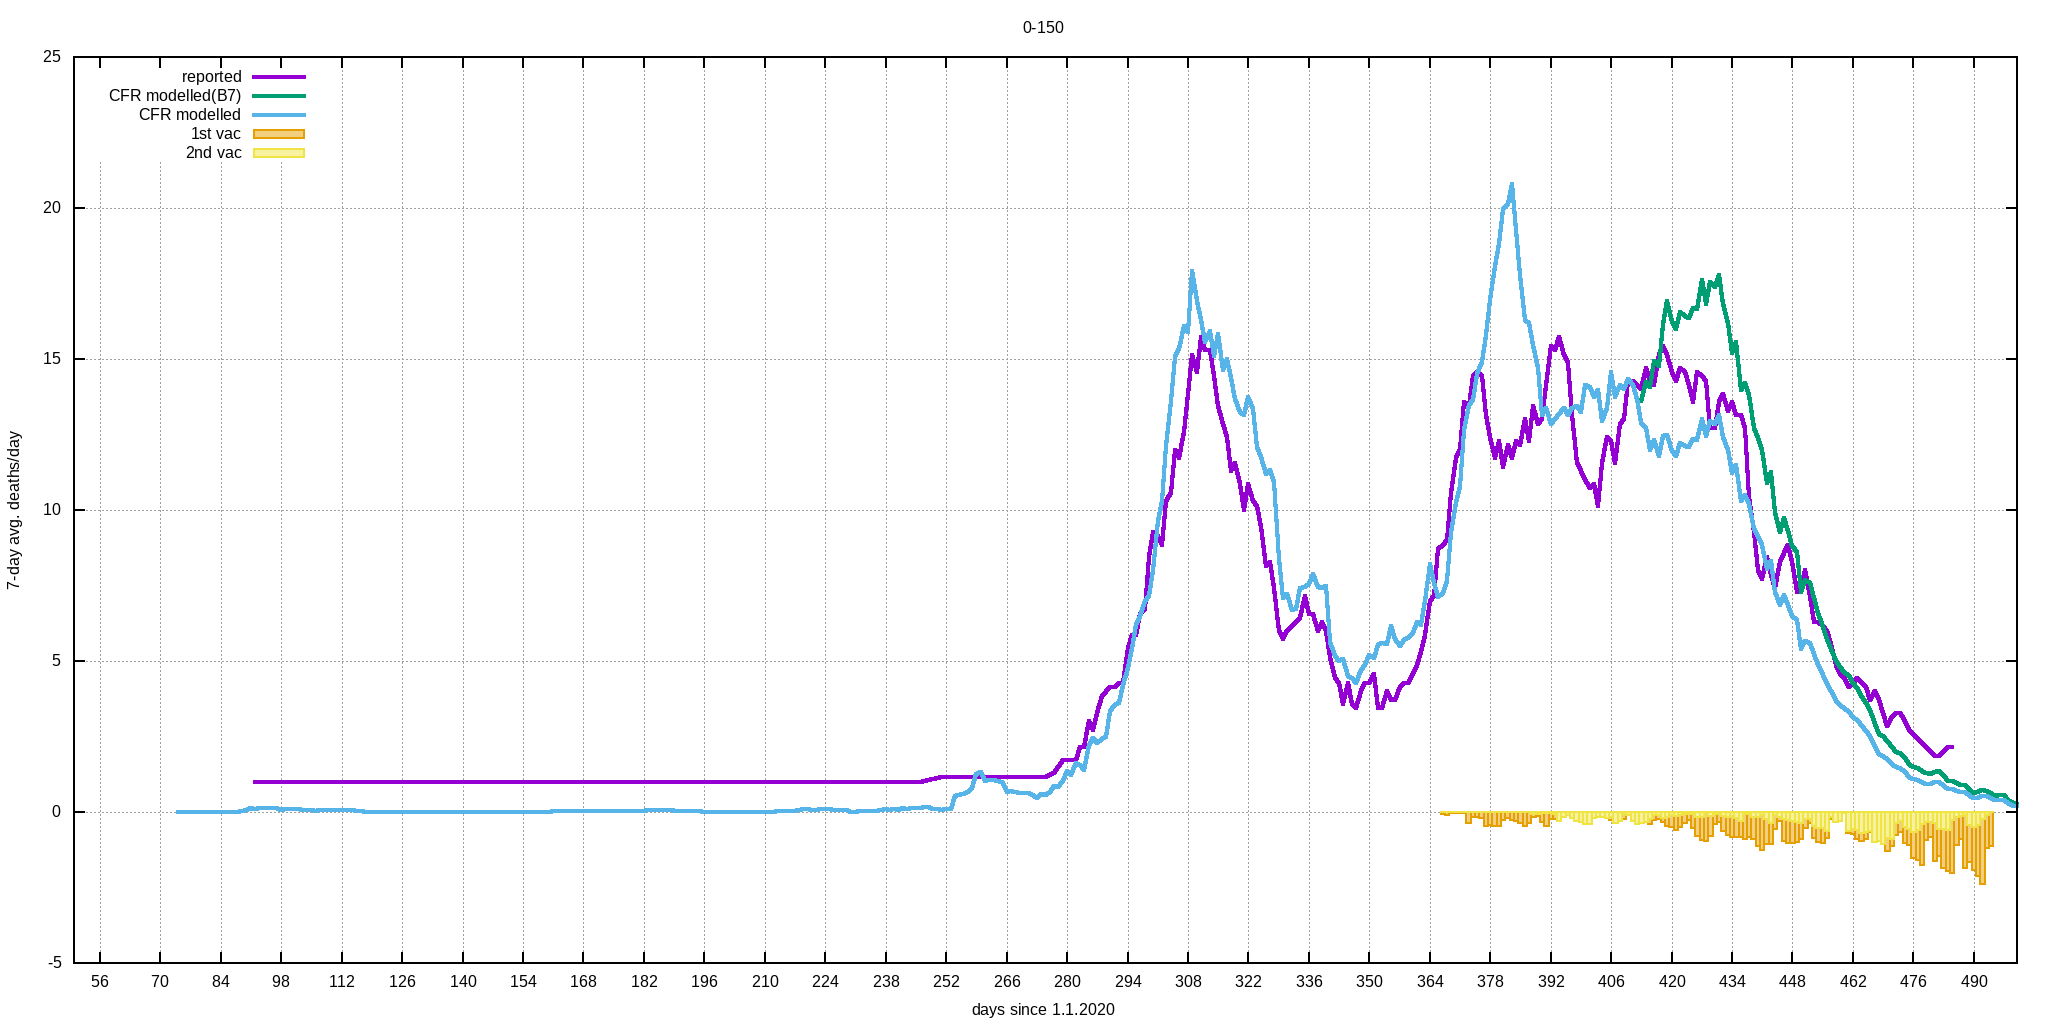 0-150
25
20
15
10
5
0
-5
7-day avg. deaths/day
reported
CFR modelled(B7)
CFR modelled
1st vac
2nd vac
56 70 84 98 112 126 140 154 168 182 196 210 224 238 252 266 280 294 308 322 336 350 364 378 392 406 420 434 448 462 476 490
days since 1.1.2020